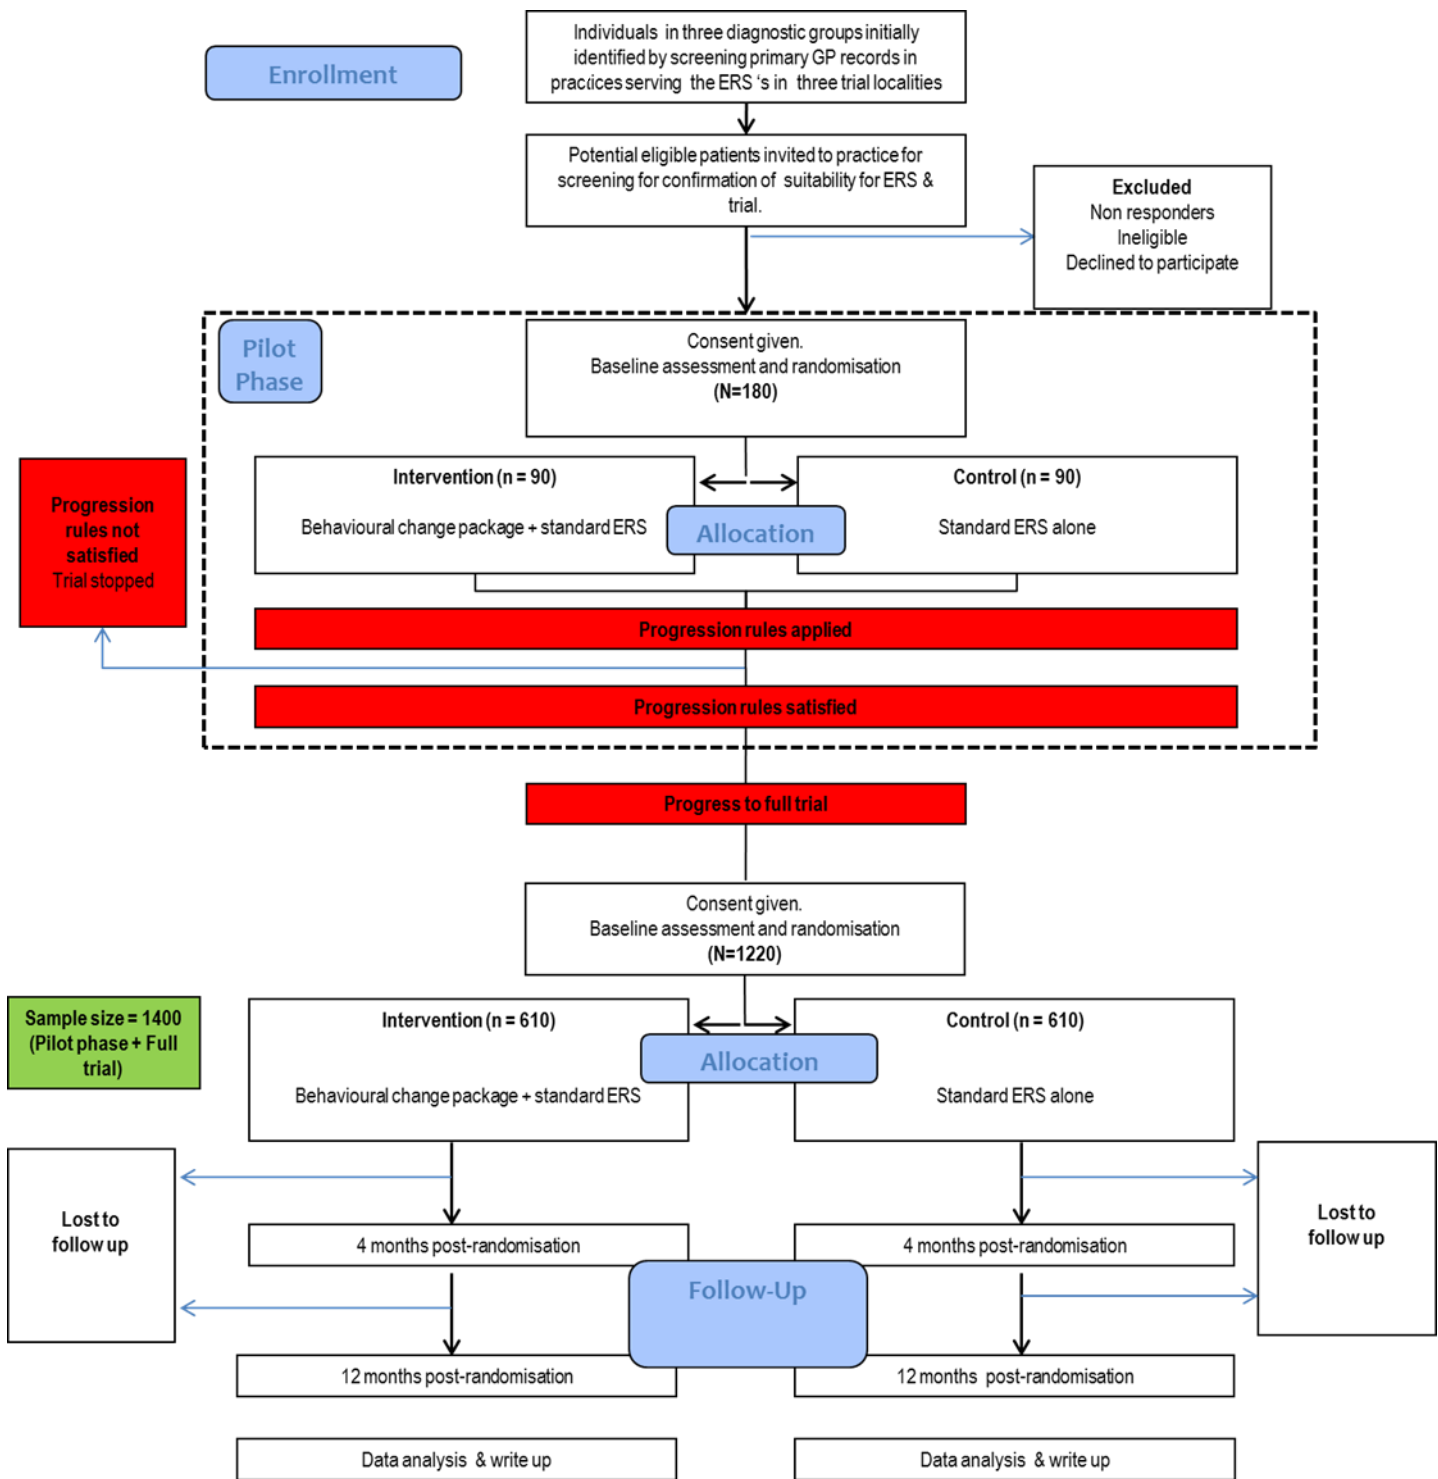 Individuals in three diagnostic groups initially
identified by screening primary GP records in
practices serving the ERS 's in three trial localities
Enrollment
Potential eligible patients invited to practice for
screening for confirmation of suitability for ERS &
trial.
Excluded
Non responders
Ineligible
Declined to participate
Pilot
Phase
Consent given.
Baseline assessment and randomisation
(N=180)
Intervention (n = 90)
Behavioural change package + standard ERS
Control (n = 90)
Standard ERS alone
Allocation
Progression
rules not
satisfied
Trial stopped
Progression rules applied
Progression rules satisfied
Progress to full trial
Consent given.
Baseline assessment and randomisation
(N=1220)
Sample size = 1400
(Pilot phase + Full
trial)
Intervention (n = 610)
Behavioural change package + standard ERS
Control (n = 610)
Standard ERS alone
Allocation
Lost to
follow up
4 months post-randomisation
4 months post-randomisation
Lost to
follow up
Follow-Up
12 months post-randomisation
12 months post-randomisation
Data analysis & write up
Data analysis & write up